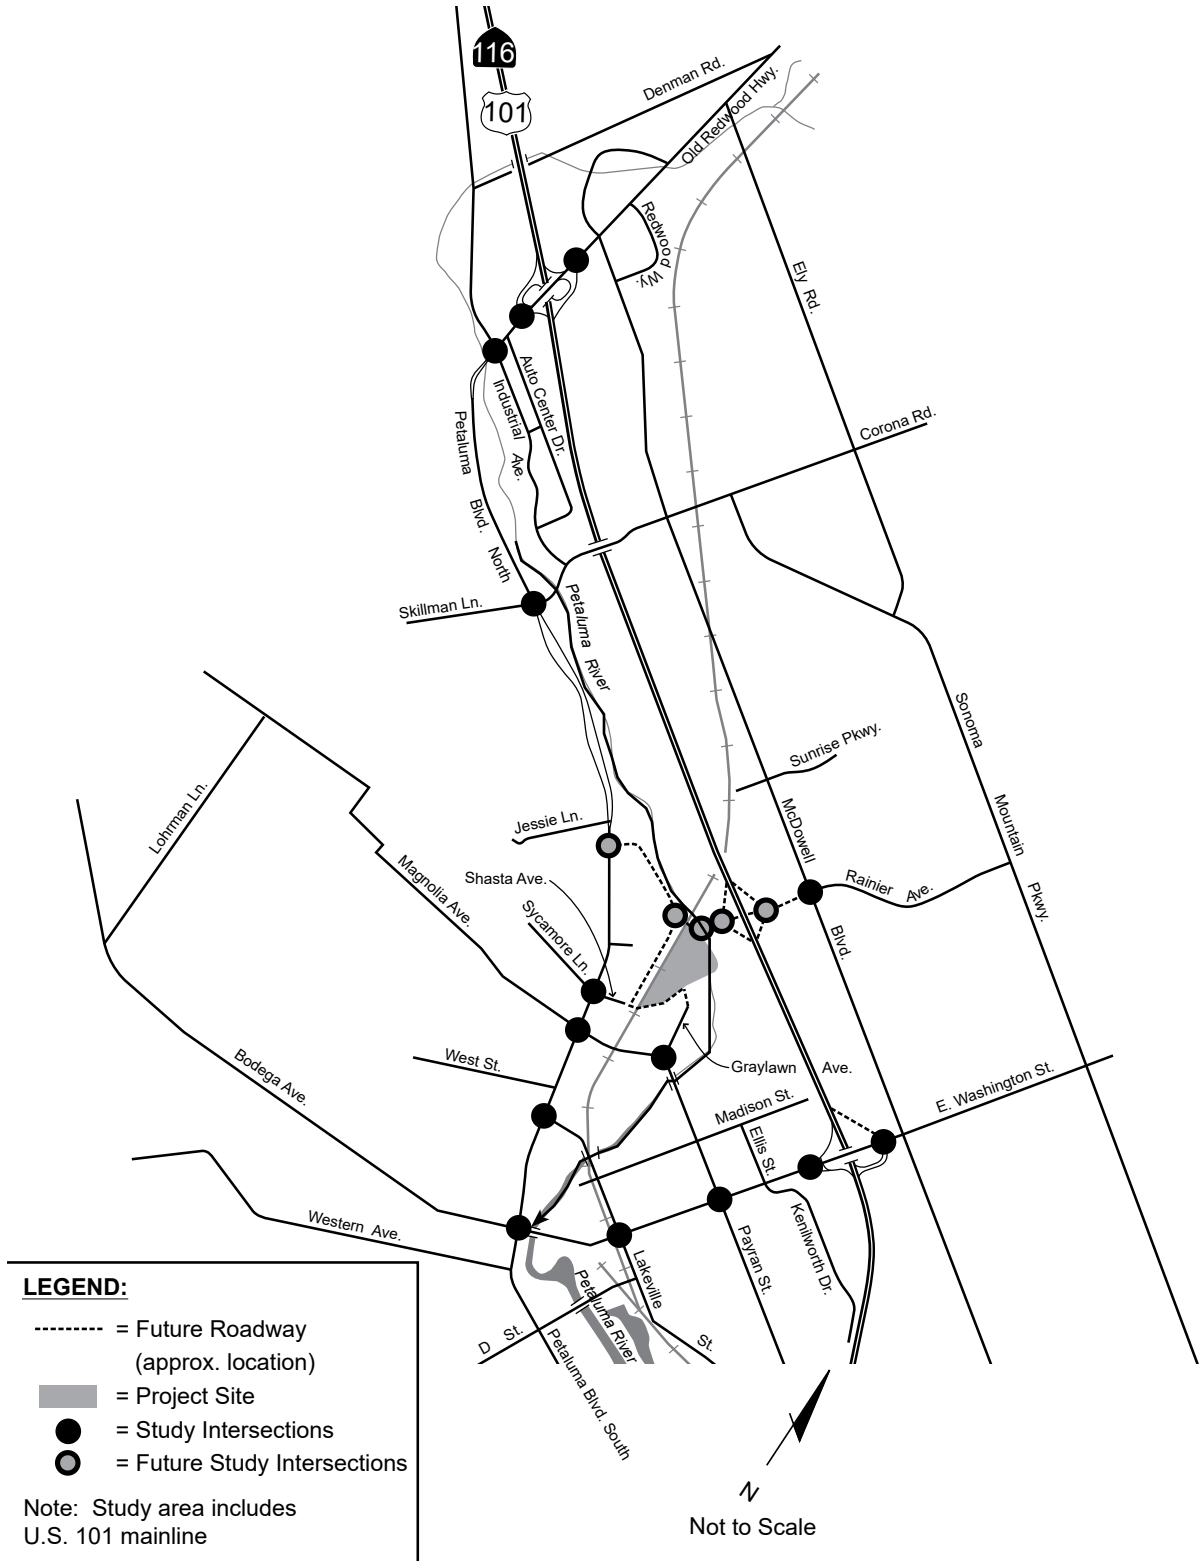 116
101
Denman Rd.
Old Redwood Hwy.
Redwood Wy.
Ely Rd.
Auto Center Dr.
Industrial Ave.
Petaluma Blvd. North
Corona Rd.
Skillman Ln.
Petaluma River
Sonoma Mountain Pkwy.
Sunrise Pkwy.
Lohrman Ln.
Jessie Ln.
McDowell Blvd.
Magnolia Ave.
Shasta Ave.
Rainier Ave.
Sycamore Ln.
West St.
Graylawn Ave.
Bodega Ave.
Madison St.
E. Washington St.
Ellis St.
Western Ave.
Kenilworth Dr.
Payran St.
Lakeville St.
Petaluma River
D St.
Petaluma Blvd. South
LEGEND:
= Future Roadway
(approx. location)
= Project Site
= Study Intersections
= Future Study Intersections
Note: Study area includes
U.S. 101 mainline
N
Not to Scale